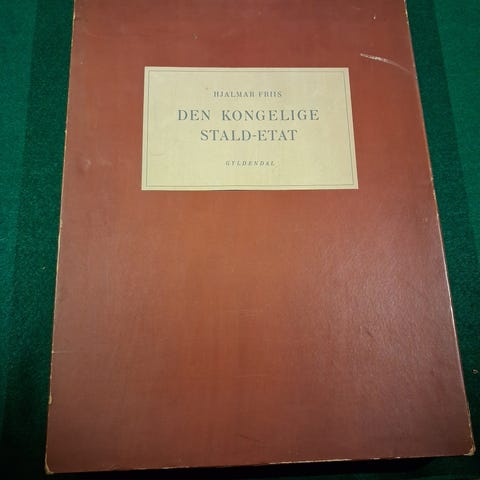 HJALMAR FRIIS
DEN KONGELIGE
STALD-ETAT
GYLDENDAL